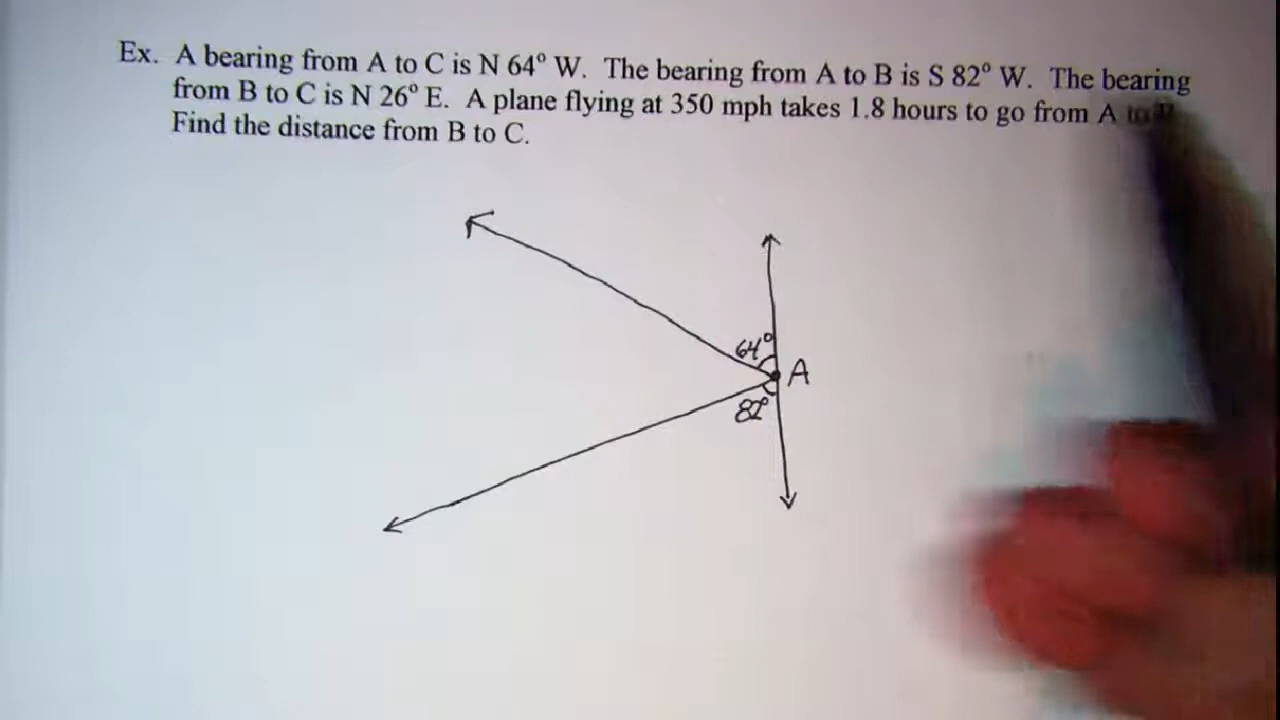 Ex. A bearing from A to C is N 64° W. The bearing from A to B is S 82° W. The bearing
from B to C is N 26° E. A plane flying at 350 mph takes 1.8 hours to go from A to
Find the distance from B to C.
64°
A
82°